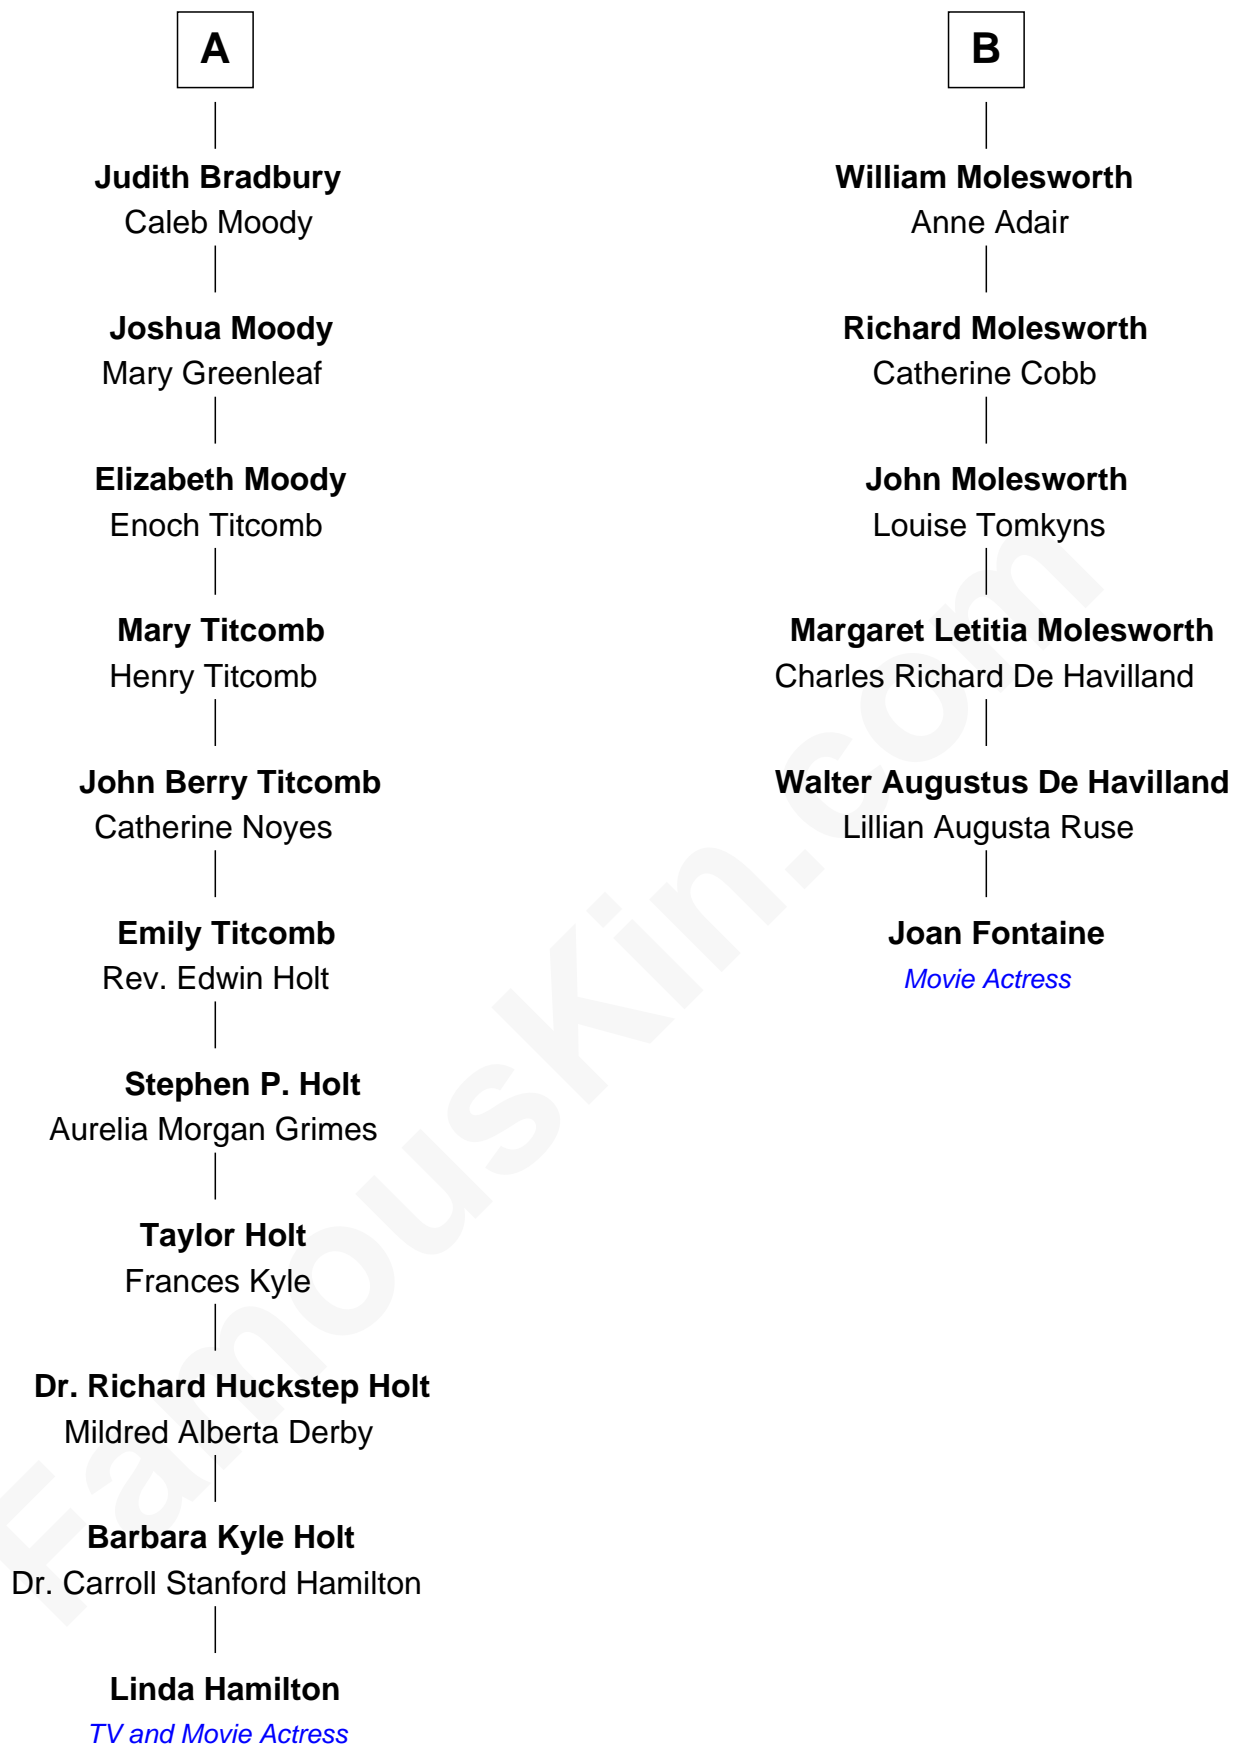 A
Judith Bradbury
Caleb Moody
Joshua Moody
Mary Greenleaf
Elizabeth Moody
Enoch Titcomb
Mary Titcomb
Henry Titcomb
John Berry Titcomb
Catherine Noyes
Emily Titcomb
Rev. Edwin Holt
Stephen P. Holt
Aurelia Morgan Grimes
Taylor Holt
Frances Kyle
Dr. Richard Huckstep Holt
Mildred Alberta Derby
Barbara Kyle Holt
Dr. Carroll Stanford Hamilton
Linda Hamilton
TV and Movie Actress
B
William Molesworth
Anne Adair
Richard Molesworth
Catherine Cobb
John Molesworth
Louise Tomkyns
Margaret Letitia Molesworth
Charles Richard De Havilland
Walter Augustus De Havilland
Lillian Augusta Ruse
Joan Fontaine
Movie Actress
FamousKin.com